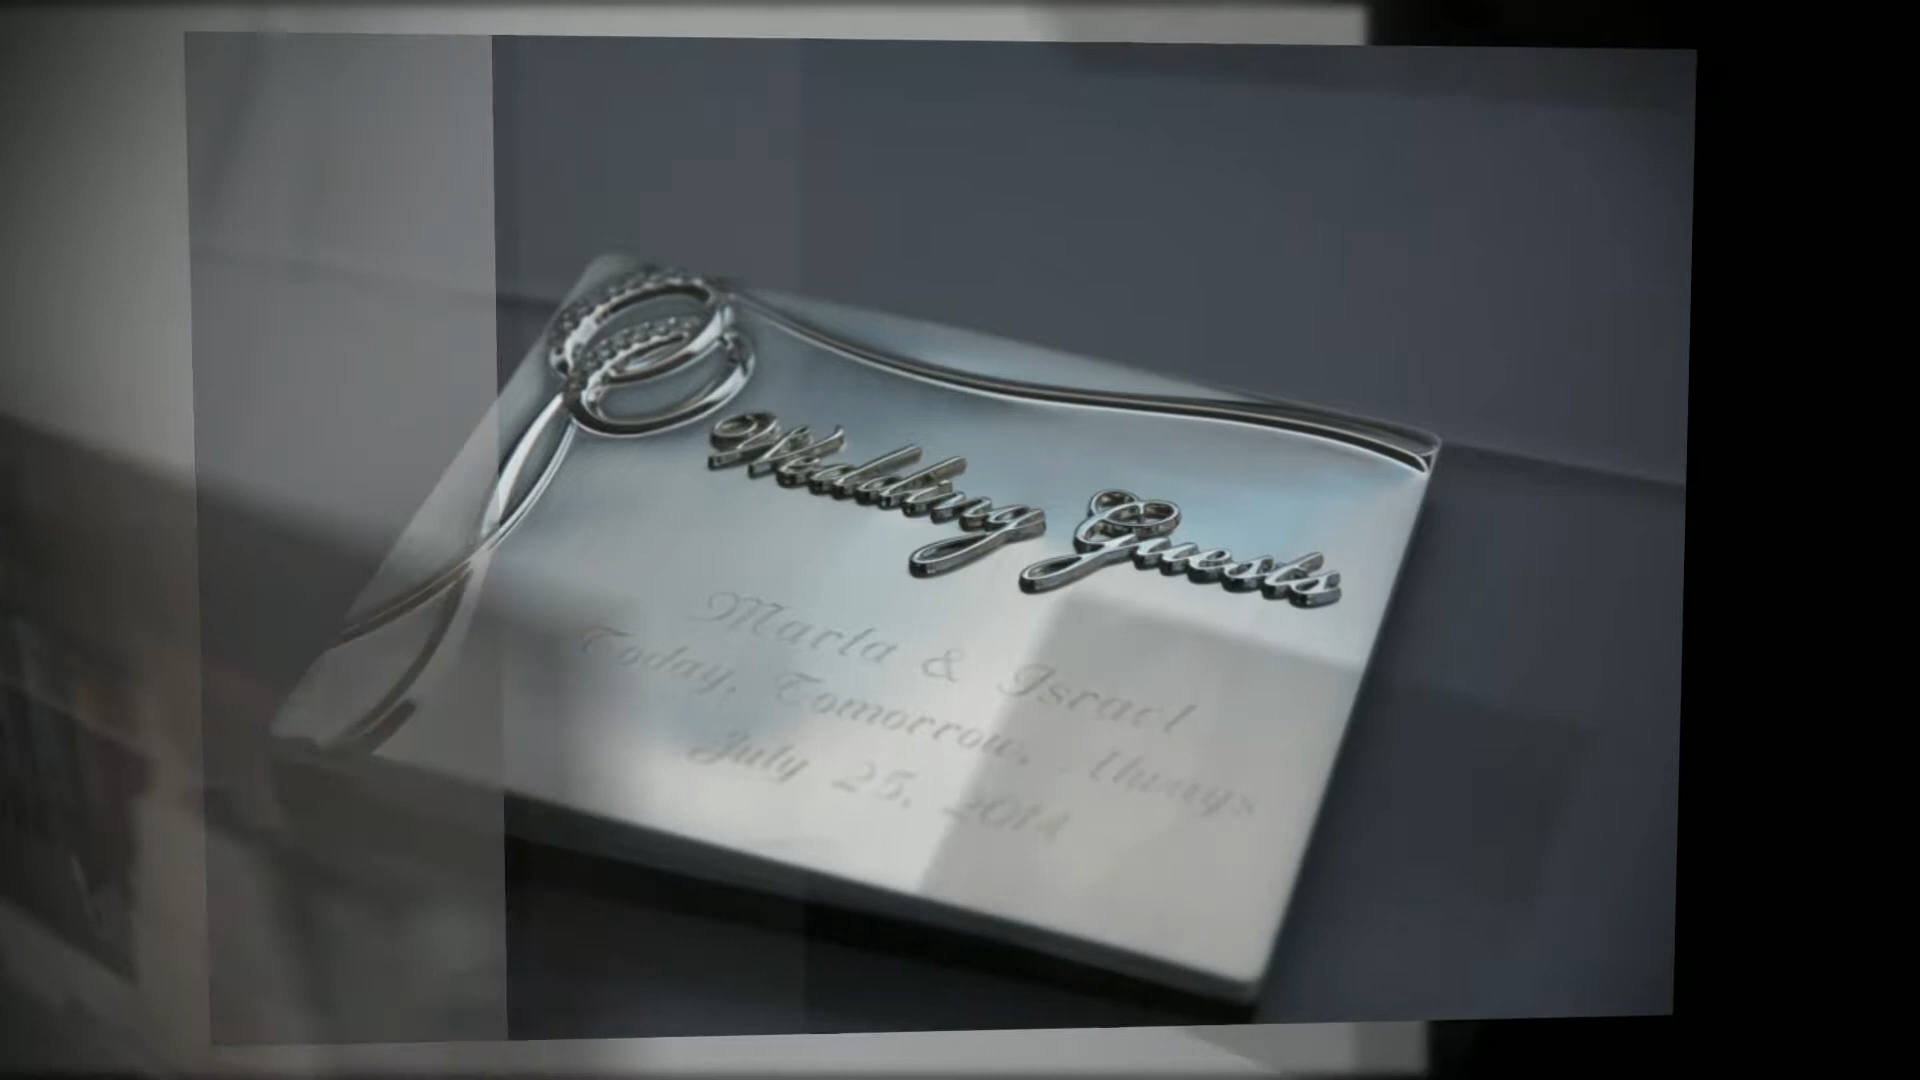 Wedding Guests
Marla & Israel
Today, Tomorrow, Always
July 25, 2014